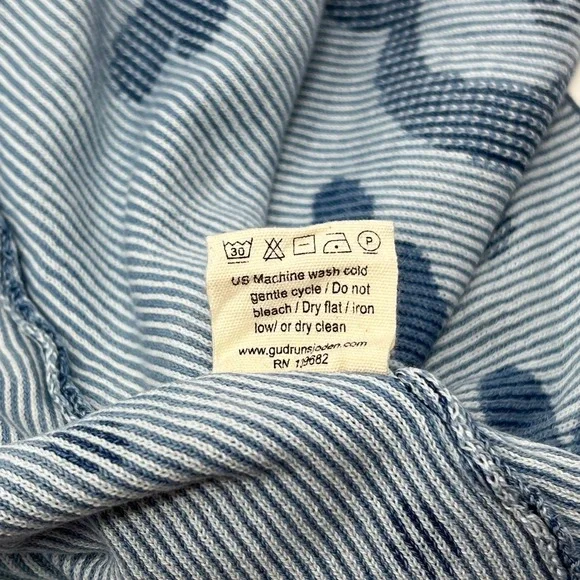 30 P
US Machine wash cold
gentle cycle / Do not
bleach / Dry flat / iron
low/ or dry clean
www.gudrunsjoden.com
RN 119682